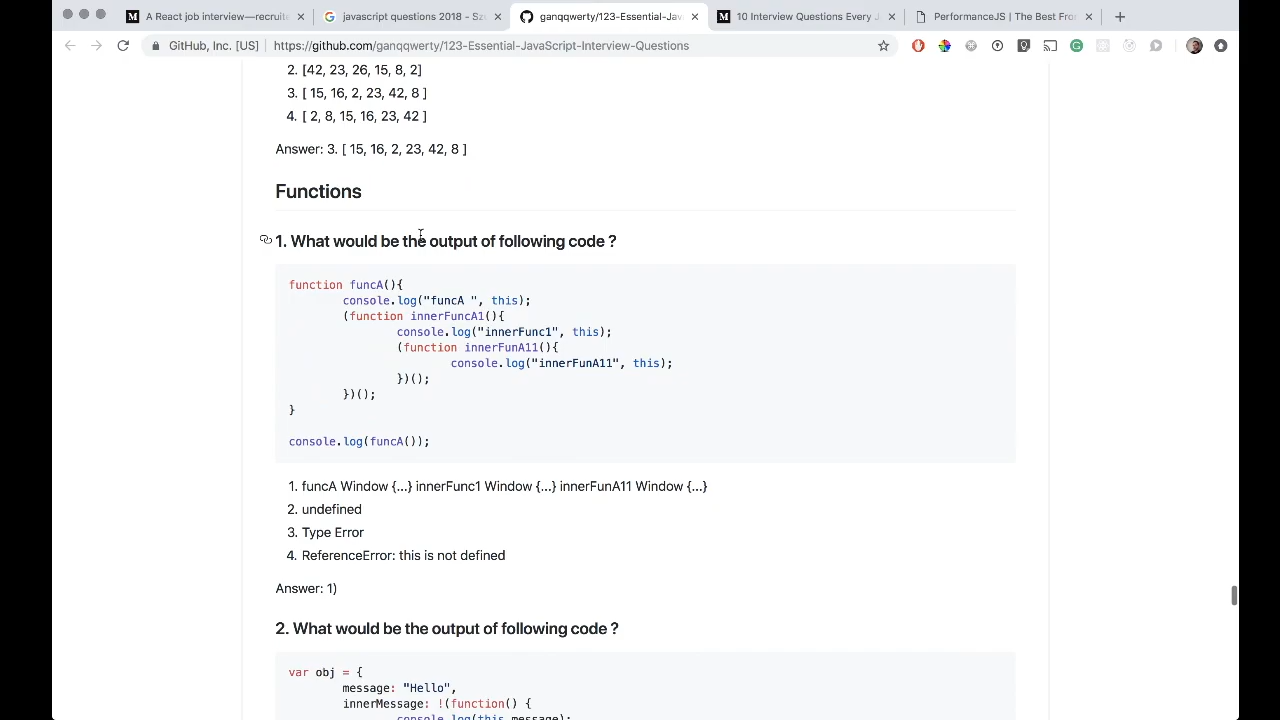 A React job interview—recruite
javascript questions 2018 - Szu
ganqqwerty/123-Essential-Jav
10 Interview Questions Every J
PerformanceJS | The Best Fro
GitHub, Inc. [US] | https://github.com/ganqqwerty/123-Essential-JavaScript-Interview-Questions
2. [42, 23, 26, 15, 8, 2]
3. [ 15, 16, 2, 23, 42, 8 ]
4. [ 2, 8, 15, 16, 23, 42 ]
Answer: 3. [ 15, 16, 2, 23, 42, 8 ]
Functions
1. What would be the output of following code ?
function funcA(){
console.log("funcA ", this);
(function innerFuncA1(){
console.log("innerFunc1", this);
(function innerFunA11(){
console.log("innerFunA11", this);
})();
})();
}
console.log(funcA());
1. funcA Window {...} innerFunc1 Window {...} innerFunA11 Window {...}
2. undefined
3. Type Error
4. ReferenceError: this is not defined
Answer: 1)
2. What would be the output of following code ?
var obj = {
message: "Hello",
innerMessage: !(function() {
console.log(this.message);